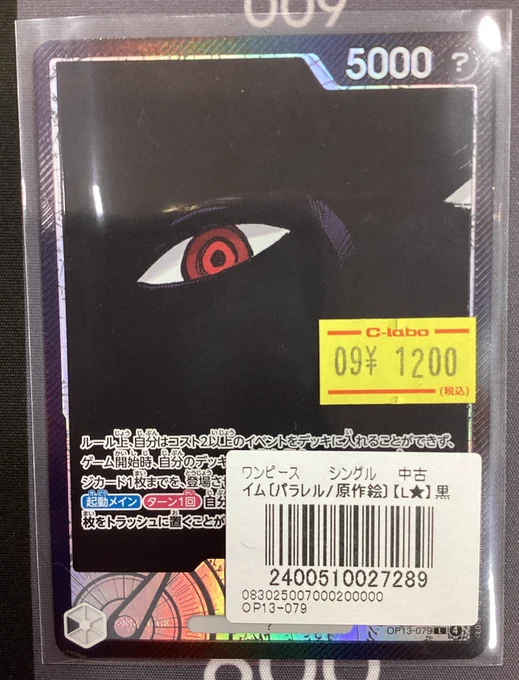 009
5000 ?
C-labo
09¥ 1200
(税込)
ルール上、自分はコスト2以上のイベントをデッキに入れることができず、
ゲーム開始時、自分のデッキ
ジカード1枚までを、登場さ
起動メイン ターン1回 自分
枚をトラッシュに置くことが
ワンピース シングル 中古
イム〔パラレル/原作絵〕【L★】黒
2400510027289
083025007000200000
OP13-079
?
OP13-079 L 4